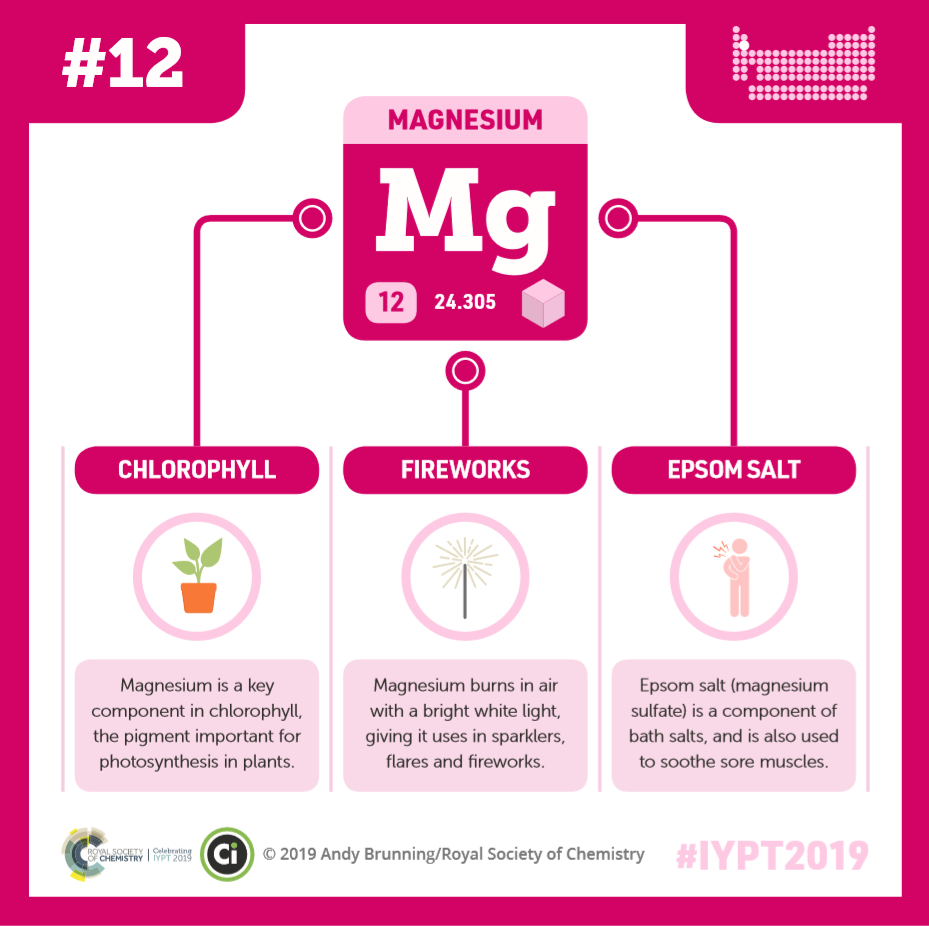 #12
MAGNESIUM
Mg
12 24.305
CHLOROPHYLL
FIREWORKS
EPSOM SALT
Magnesium is a key
component in chlorophyll,
the pigment important for
photosynthesis in plants.
Magnesium burns in air
with a bright white light,
giving it uses in sparklers,
flares and fireworks.
Epsom salt (magnesium
sulfate) is a component of
bath salts, and is also used
to soothe sore muscles.
ROYAL SOCIETY
OF CHEMISTRY
Celebrating
IYPT 2019
Ci
© 2019 Andy Brunning/Royal Society of Chemistry
#IYPT2019